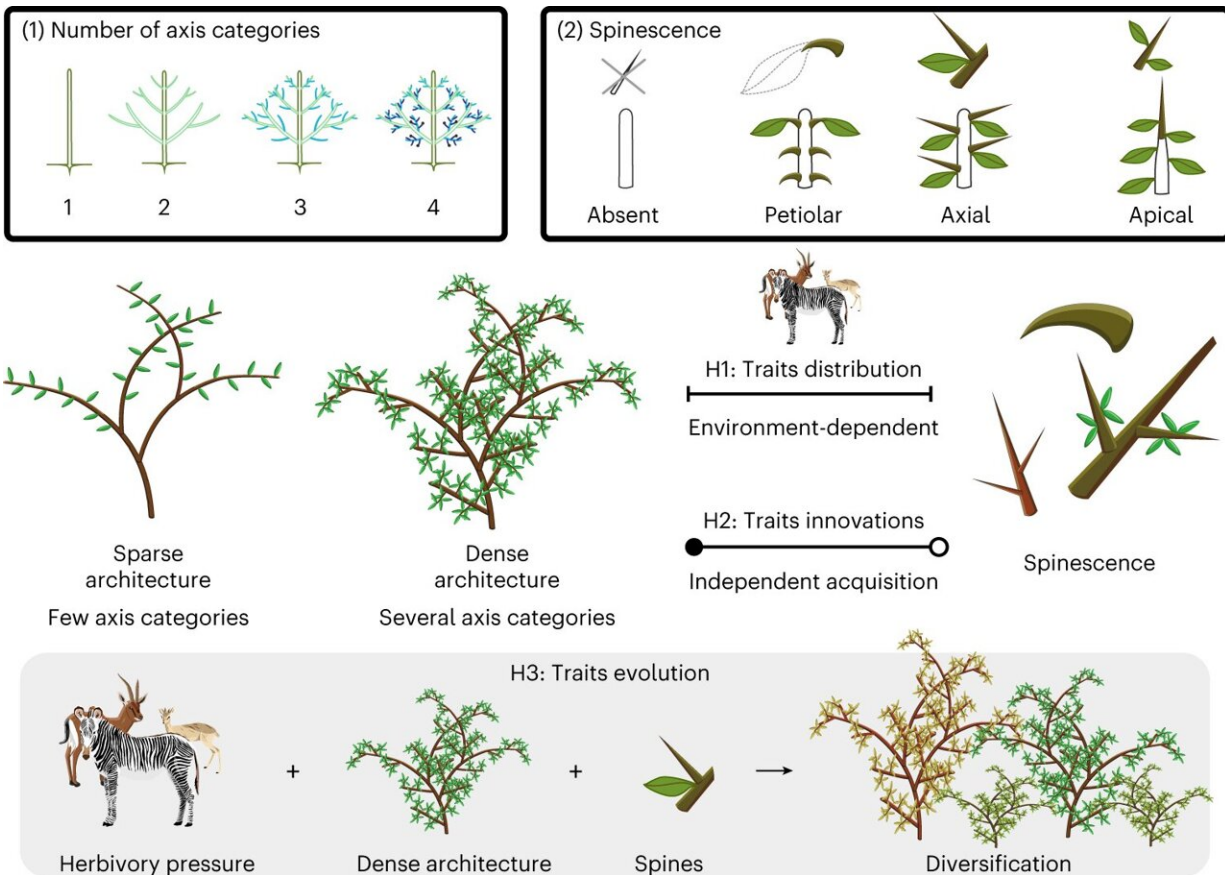 (1) Number of axis categories
1
2
3
4
(2) Spinescence
Absent
Petiolar
Axial
Apical
Sparse
architecture
Few axis categories
Dense
architecture
Several axis categories
H1: Traits distribution
Environment-dependent
H2: Traits innovations
Independent acquisition
Spinescence
H3: Traits evolution
Herbivory pressure
+
Dense architecture
+
Spines
→
Diversification